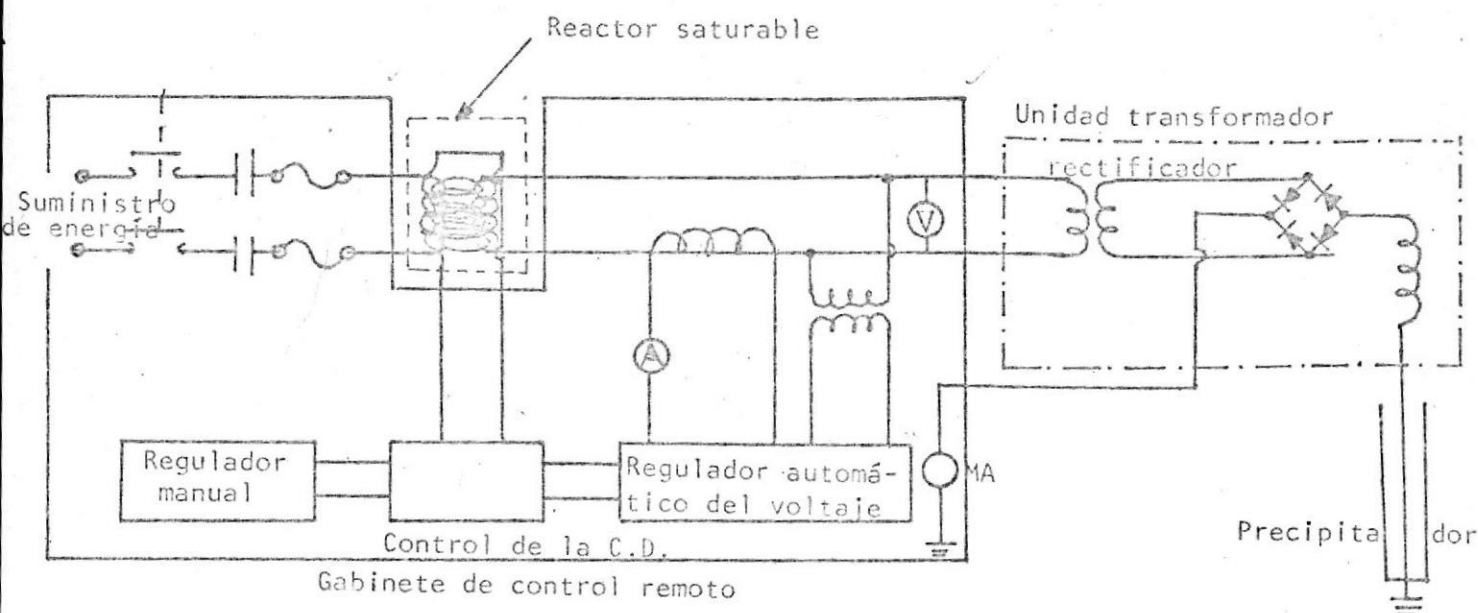 Reactor saturable
Unidad transformador
rectificador
Suministro
de energía
V
A
Regulador
manual
Regulador automá-
tico del voltaje
MA
Control de la C.D.
Gabinete de control remoto
Precipita dor